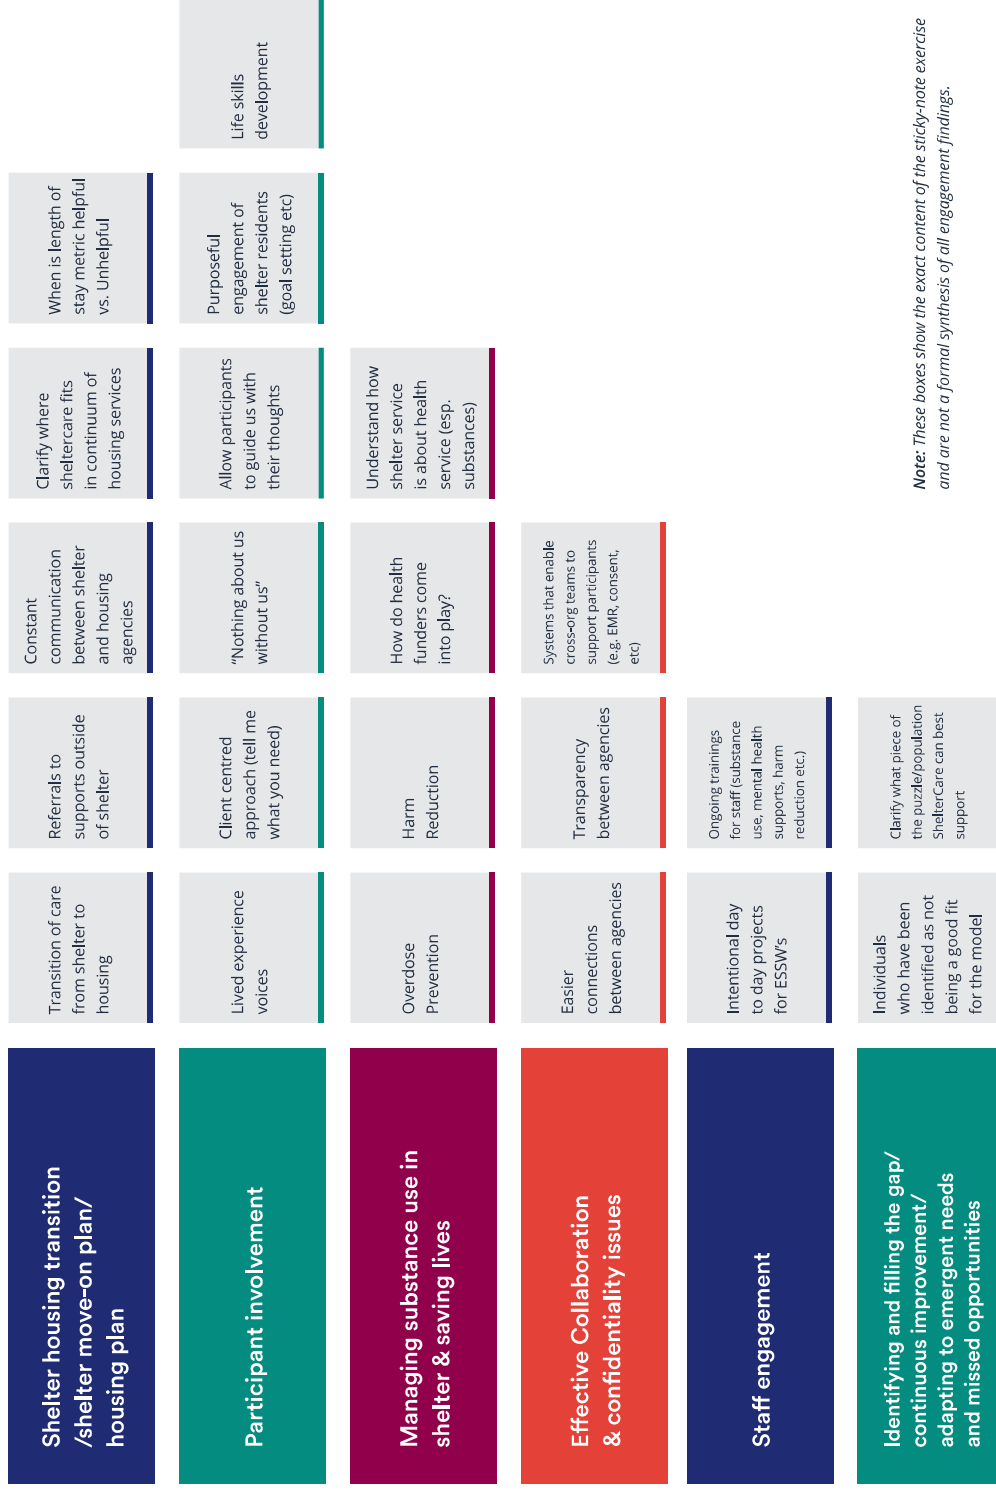 Shelter housing transition
/shelter move-on plan/
housing plan
Transition of care
from shelter to
housing
Referrals to
supports outside
of shelter
Constant
communication
between shelter
and housing
agencies
Clarify where
sheltercare fits
in continuum of
housing services
When is length of
stay metric helpful
vs. Unhelpful
Participant involvement
Lived experience
voices
Client centred
approach (tell me
what you need)
“Nothing about us
without us”
Allow participants
to guide us with
their thoughts
Purposeful
engagement of
shelter residents
(goal setting etc)
Life skills
development
Managing substance use in
shelter & saving lives
Overdose
Prevention
Harm
Reduction
How do health
funders come
into play?
Understand how
shelter service
is about health
service (esp.
substances)
Effective Collaboration
& confidentiality issues
Easier
connections
between agencies
Transparency
between agencies
Systems that enable
cross-org teams to
support participants
(e.g. EMR, consent,
etc)
Staff engagement
Intentional day
to day projects
for ESSW’s
Ongoing trainings
for staff (substance
use, mental health
supports, harm
reduction etc.)
Identifying and filling the gap/
continuous improvement/
adapting to emergent needs
and missed opportunities
Individuals
who have been
identified as not
being a good fit
for the model
Clarify what piece of
the puzzle/population
ShelterCare can best
support
Note: These boxes show the exact content of the sticky-note exercise
and are not a formal synthesis of all engagement findings.